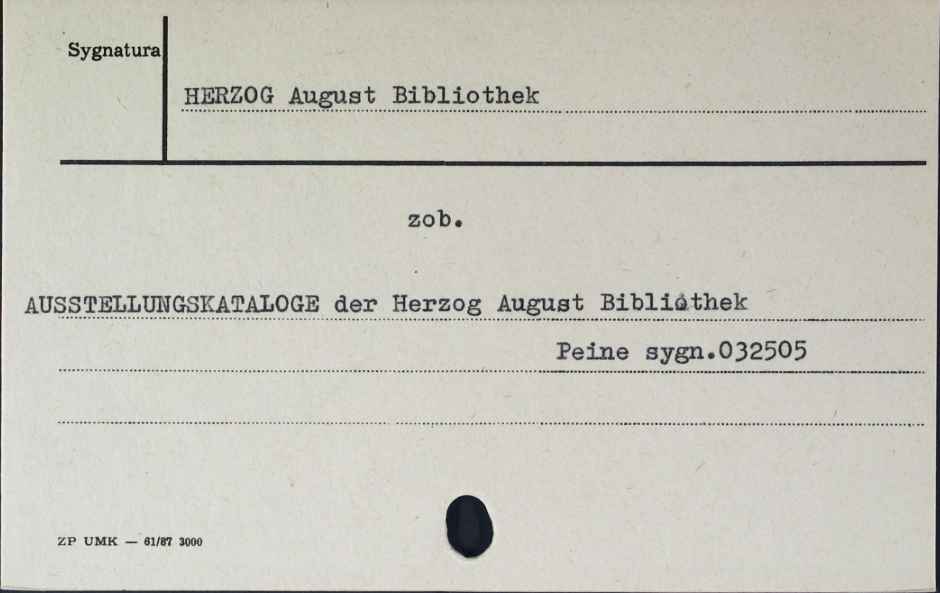 Sygnatura
HERZOG August Bibliothek
zob.
AUSSTELLUNGSKATALOGE der Herzog August Bibliothek
Peine sygn.032505
ZP UMK — 61/87 3000